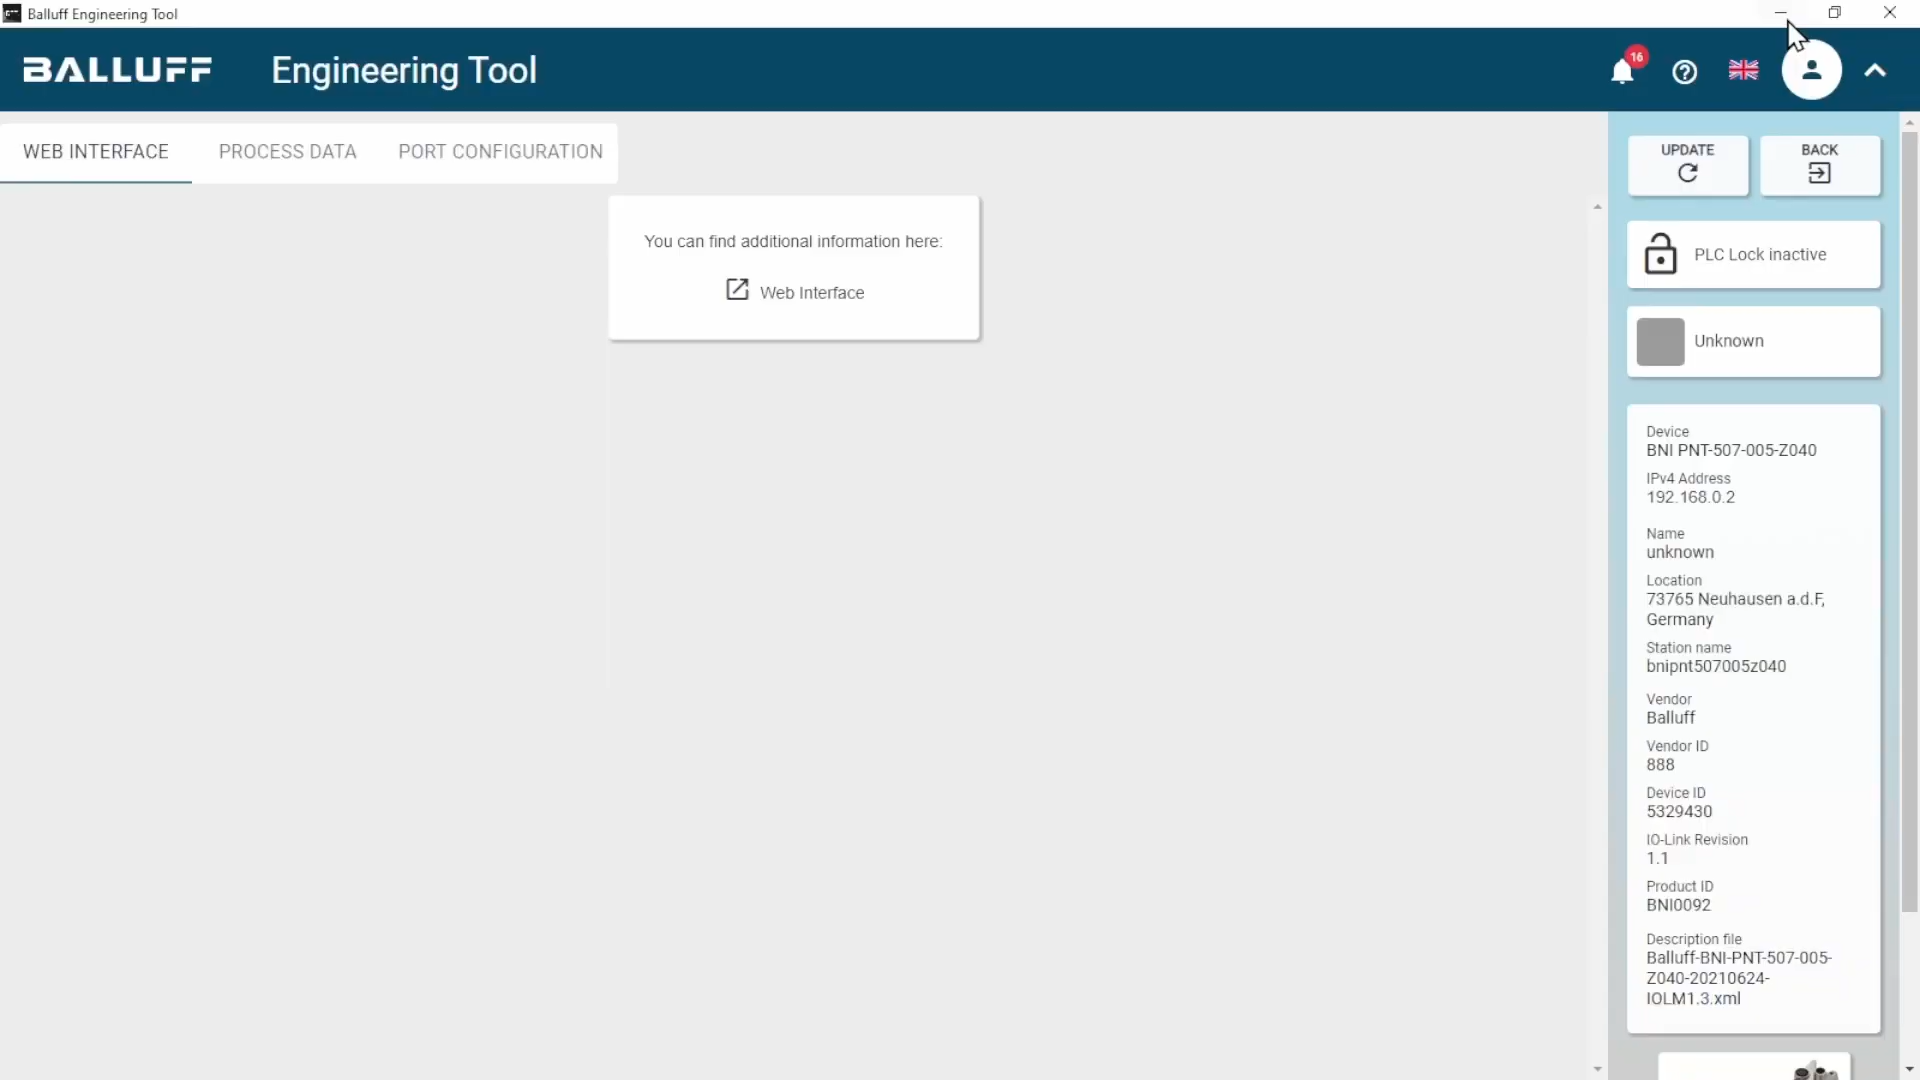 Balluff Engineering Tool
BALLUFF
Engineering Tool
16
WEB INTERFACE
PROCESS DATA
PORT CONFIGURATION
You can find additional information here:
Web Interface
UPDATE
BACK
PLC Lock inactive
Unknown
Device
BNI PNT-507-005-Z040
IPv4 Address
192.168.0.2
Name
unknown
Location
73765 Neuhausen a.d.F,
Germany
Station name
bnipnt507005z040
Vendor
Balluff
Vendor ID
888
Device ID
5329430
IO-Link Revision
1.1
Product ID
BNI0092
Description file
Balluff-BNI-PNT-507-005-
Z040-20210624-
IOLM1.3.xml